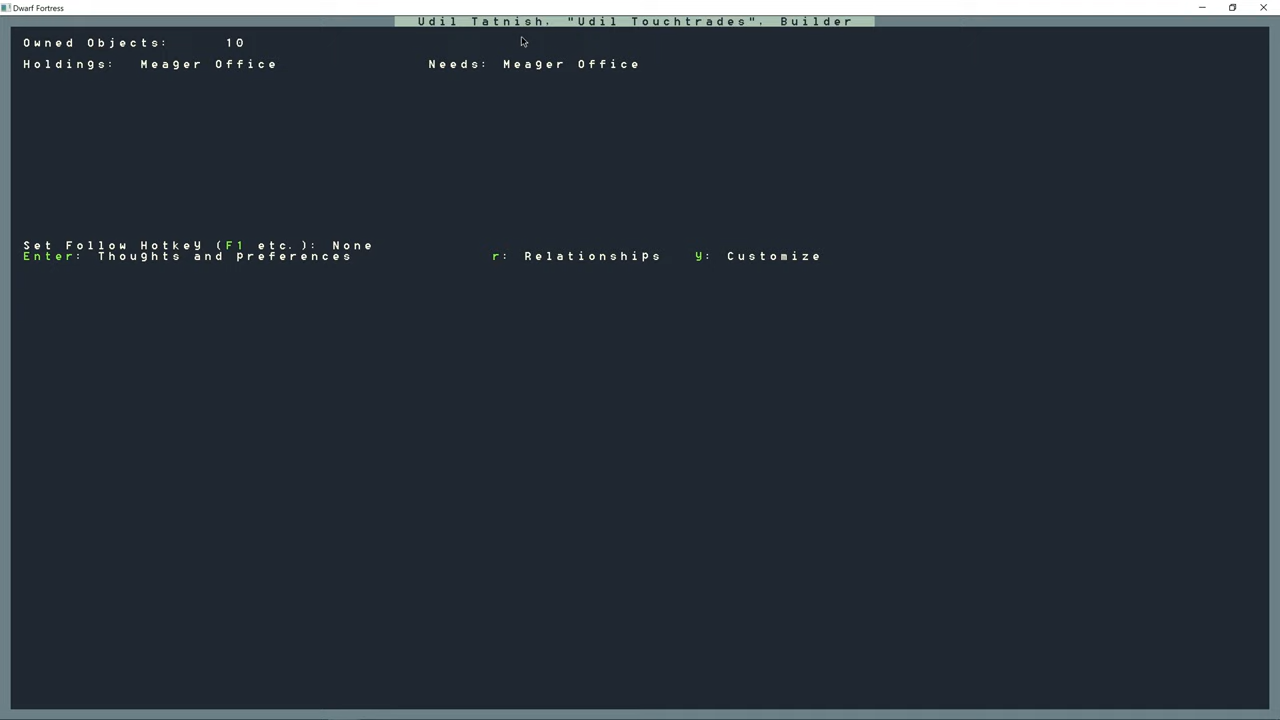 Dwarf Fortress
Udil Tatnish, "Udil Touchtrades", Builder
Owned Objects: 10
Holdings: Meager Office Needs: Meager Office
Set Follow Hotkey (F1 etc.): None
Enter: Thoughts and Preferences r: Relationships y: Customize